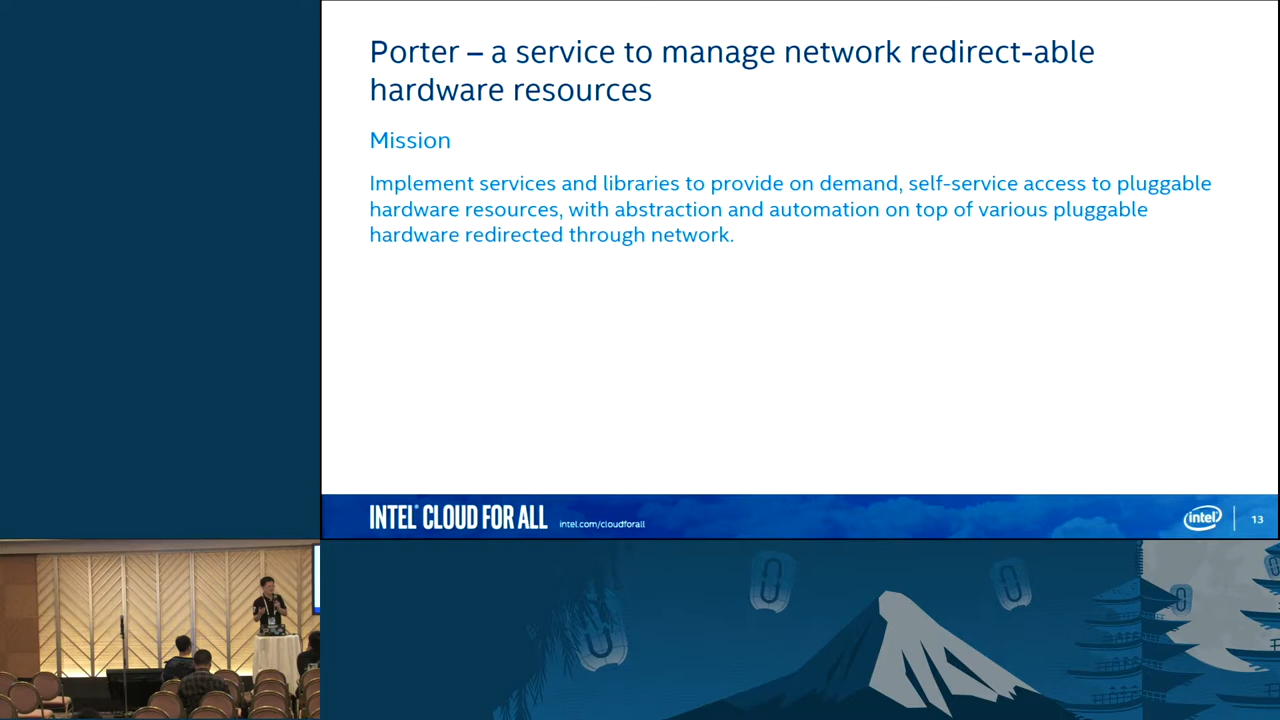 Porter – a service to manage network redirect-able
hardware resources
Mission
Implement services and libraries to provide on demand, self-service access to pluggable
hardware resources, with abstraction and automation on top of various pluggable
hardware redirected through network.
INTEL® CLOUD FOR ALL
intel.com/cloudforall
intel
13